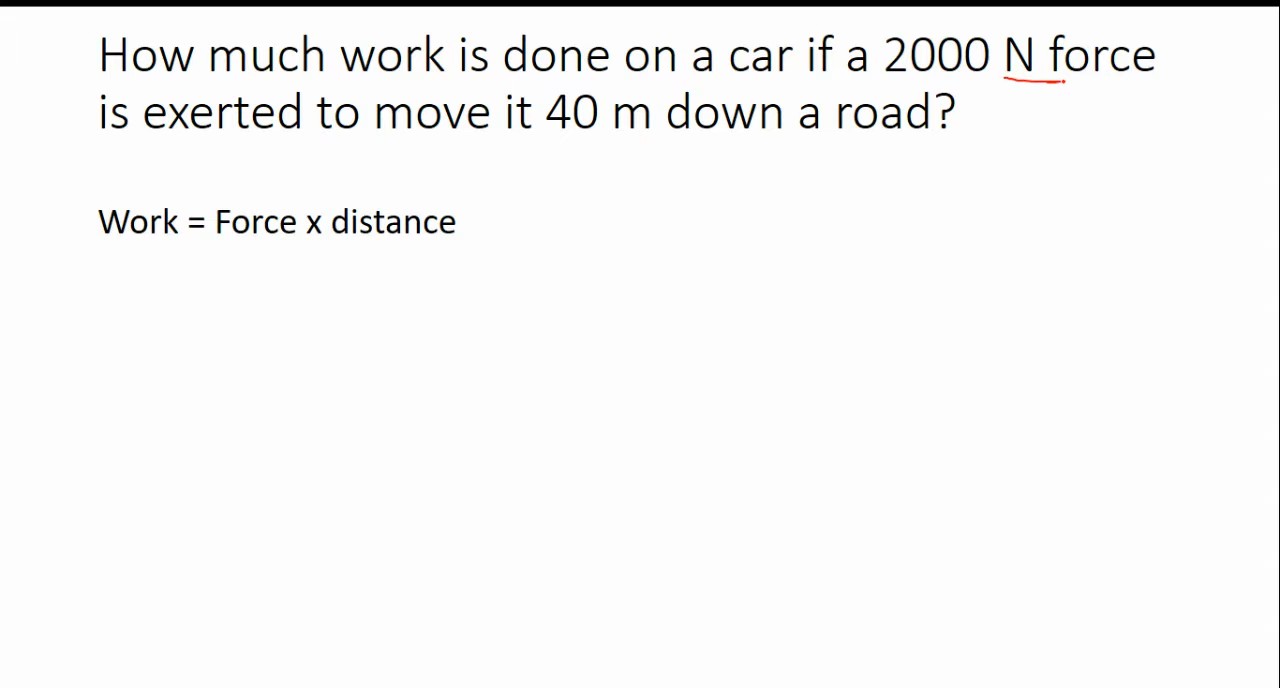 How much work is done on a car if a 2000 N force
is exerted to move it 40 m down a road?
Work = Force x distance